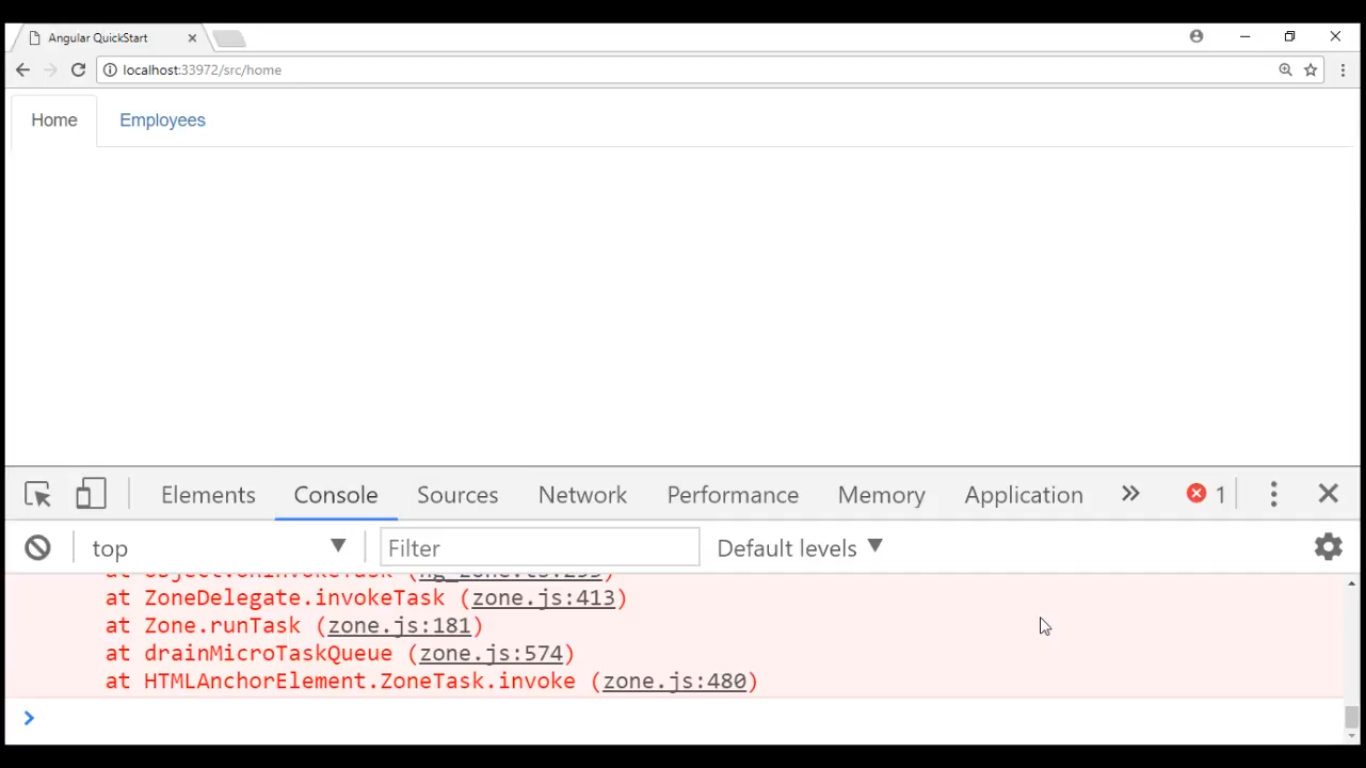 Angular QuickStart
localhost:33972/src/home
Home Employees
Elements Console Sources Network Performance Memory Application 1
top Filter Default levels
at ZoneDelegate.invokeTask (zone.js:413)
at Zone.runTask (zone.js:181)
at drainMicroTaskQueue (zone.js:574)
at HTMLAnchorElement.ZoneTask.invoke (zone.js:480)